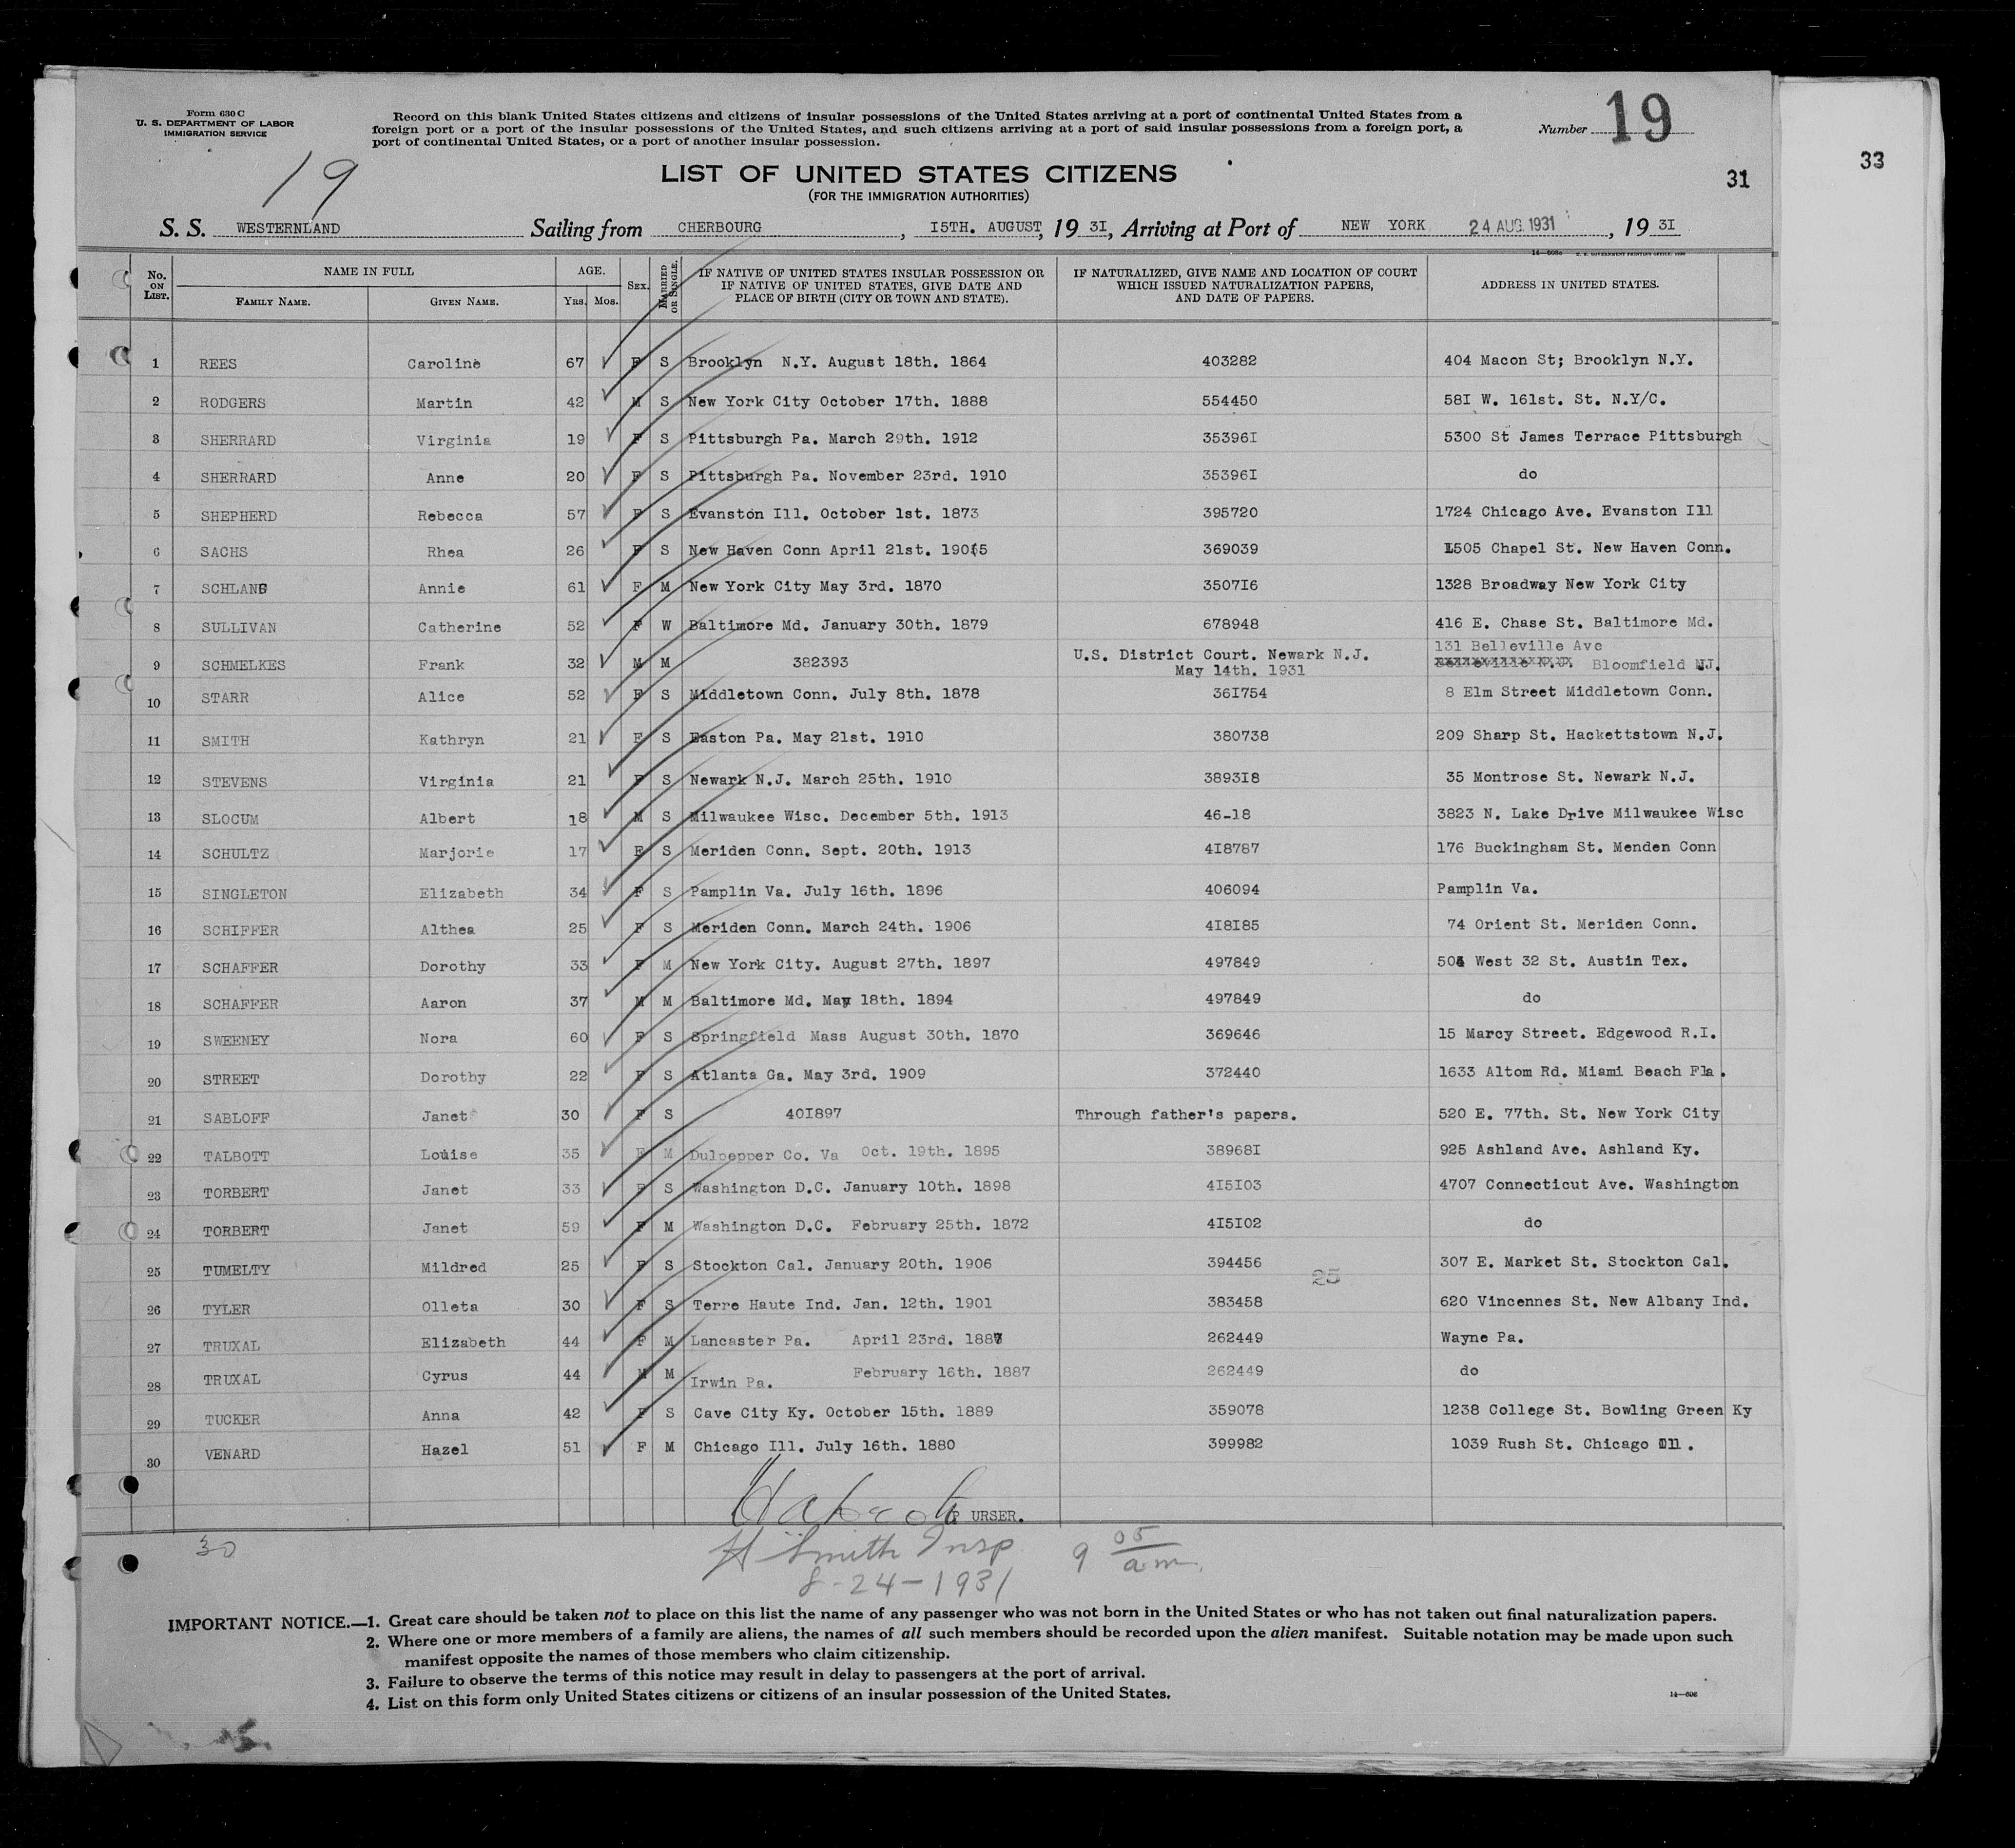 Form 630 C
U. S. DEPARTMENT OF LABOR
IMMIGRATION SERVICE
Record on this blank United States citizens and citizens of insular possessions of the United States arriving at a port of continental United States from a
foreign port or a port of the insular possessions of the United States, and such citizens arriving at a port of said insular possessions from a foreign port, a
port of continental United States, or a port of another insular possession.
Number 19
19
31
33
LIST OF UNITED STATES CITIZENS
(FOR THE IMMIGRATION AUTHORITIES)
S. S. WESTERNLAND Sailing from CHERBOURG , I5TH. AUGUST, 19 3I, Arriving at Port of NEW YORK 24 AUG 1931 , 19 3I
No. ON LIST. NAME IN FULL FAMILY NAME. GIVEN NAME. AGE. Yrs. Mos. SEX. MARRIED OR SINGLE. IF NATIVE OF UNITED STATES INSULAR POSSESSION OR IF NATIVE OF UNITED STATES, GIVE DATE AND PLACE OF BIRTH (CITY OR TOWN AND STATE). IF NATURALIZED, GIVE NAME AND LOCATION OF COURT WHICH ISSUED NATURALIZATION PAPERS, AND DATE OF PAPERS. ADDRESS IN UNITED STATES.
1 REES Caroline 67 F S Brooklyn N.Y. August 18th. 1864 403282 404 Macon St; Brooklyn N.Y.
2 RODGERS Martin 42 M S New York City October 17th. 1888 554450 58I W. 161st. St. N.Y/C.
3 SHERRARD Virginia 19 F S Pittsburgh Pa. March 29th. 1912 35396I 5300 St James Terrace Pittsburgh
4 SHERRARD Anne 20 F S Pittsburgh Pa. November 23rd. 1910 35396I do
5 SHEPHERD Rebecca 57 F S Evanston Ill. October 1st. 1873 395720 1724 Chicago Ave. Evanston Ill
6 SACHS Rhea 26 F S New Haven Conn April 21st. 1905 369039 1505 Chapel St. New Haven Conn.
7 SCHLANG Annie 61 F M New York City May 3rd. 1870 3507I6 1328 Broadway New York City
8 SULLIVAN Catherine 52 F W Baltimore Md. January 30th. 1879 678948 416 E. Chase St. Baltimore Md.
9 SCHMELKES Frank 32 M M 382393 U.S. District Court. Newark N.J. May 14th. 1931 131 Belleville Ave Bloomfield N.J.
10 STARR Alice 52 F S Middletown Conn. July 8th. 1878 36I754 8 Elm Street Middletown Conn.
11 SMITH Kathryn 21 F S Easton Pa. May 21st. 1910 380738 209 Sharp St. Hackettstown N.J.
12 STEVENS Virginia 21 F S Newark N.J. March 25th. 1910 3893I8 35 Montrose St. Newark N.J.
13 SLOCUM Albert 18 M S Milwaukee Wisc. December 5th. 1913 46-18 3823 N. Lake Drive Milwaukee Wisc
14 SCHULTZ Marjorie 17 F S Meriden Conn. Sept. 20th. 1913 4I8787 176 Buckingham St. Menden Conn
15 SINGLETON Elizabeth 34 F S Pamplin Va. July 16th. 1896 406094 Pamplin Va.
16 SCHIFFER Althea 25 F S Meriden Conn. March 24th. 1906 4I8I85 74 Orient St. Meriden Conn.
17 SCHAFFER Dorothy 33 F M New York City. August 27th. 1897 497849 504 West 32 St. Austin Tex.
18 SCHAFFER Aaron 37 M M Baltimore Md. May 18th. 1894 497849 do
19 SWEENEY Nora 60 F S Springfield Mass August 30th. 1870 369646 15 Marcy Street. Edgewood R.I.
20 STREET Dorothy 22 F S Atlanta Ga. May 3rd. 1909 372440 1633 Altom Rd. Miami Beach Fla.
21 SABLOFF Janet 30 F S 40I897 Through father's papers. 520 E. 77th. St. New York City
22 TALBOTT Louise 35 F M Dulpepper Co. Va Oct. 19th. 1895 38968I 925 Ashland Ave. Ashland Ky.
23 TORBERT Janet 33 F S Washington D.C. January 10th. 1898 4I5I03 4707 Connecticut Ave. Washington
24 TORBERT Janet 59 F M Washington D.C. February 25th. 1872 4I5I02 do
25 TUMELTY Mildred 25 F S Stockton Cal. January 20th. 1906 394456 307 E. Market St. Stockton Cal.
25
26 TYLER Olleta 30 F S Terre Haute Ind. Jan. 12th. 1901 383458 620 Vincennes St. New Albany Ind.
27 TRUXAL Elizabeth 44 F M Lancaster Pa. April 23rd. 1887 262449 Wayne Pa.
28 TRUXAL Cyrus 44 M M Irwin Pa. February 16th. 1887 262449 do
29 TUCKER Anna 42 F S Cave City Ky. October 15th. 1889 359078 1238 College St. Bowling Green Ky
30 VENARD Hazel 51 F M Chicago Ill. July 16th. 1880 399982 1039 Rush St. Chicago Ill.
PURSER.
30
H Smith Insp 9 05 am.
8-24-1931
IMPORTANT NOTICE.—1. Great care should be taken not to place on this list the name of any passenger who was not born in the United States or who has not taken out final naturalization papers.
2. Where one or more members of a family are aliens, the names of all such members should be recorded upon the alien manifest. Suitable notation may be made upon such
manifest opposite the names of those members who claim citizenship.
3. Failure to observe the terms of this notice may result in delay to passengers at the port of arrival.
4. List on this form only United States citizens or citizens of an insular possession of the United States.